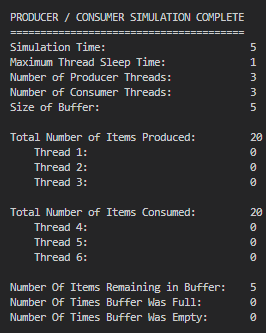 PRODUCER / CONSUMER SIMULATION COMPLETE
=======================================
Simulation Time: 5
Maximum Thread Sleep Time: 1
Number of Producer Threads: 3
Number of Consumer Threads: 3
Size of Buffer: 5
Total Number of Items Produced: 20
Thread 1: 0
Thread 2: 0
Thread 3: 0
Total Number of Items Consumed: 20
Thread 4: 0
Thread 5: 0
Thread 6: 0
Number Of Items Remaining in Buffer: 5
Number Of Times Buffer Was Full: 0
Number Of Times Buffer Was Empty: 0